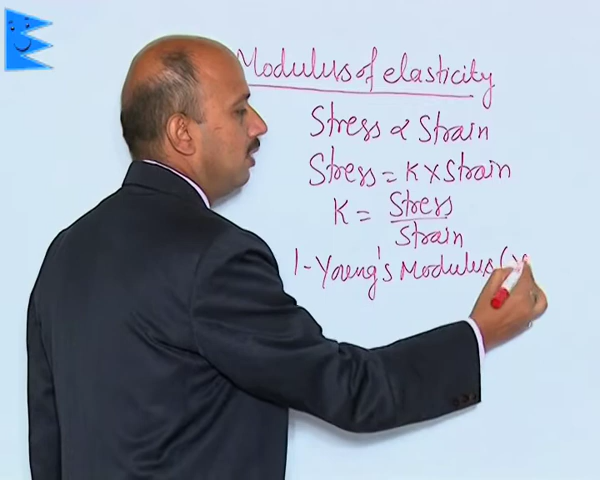 Modulus of elasticity
Stress ∝ Strain
Stress = K × Strain
K = Stress / Strain
1- Young's Modulus (Y